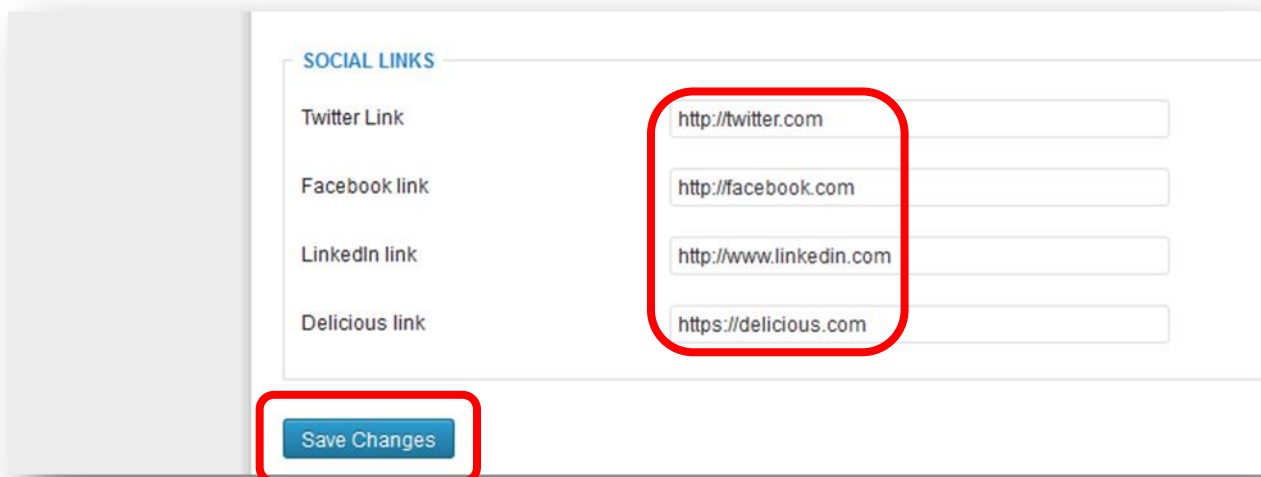 SOCIAL LINKS
Twitter Link http://twitter.com
Facebook link http://facebook.com
LinkedIn link http://www.linkedin.com
Delicious link https://delicious.com
Save Changes